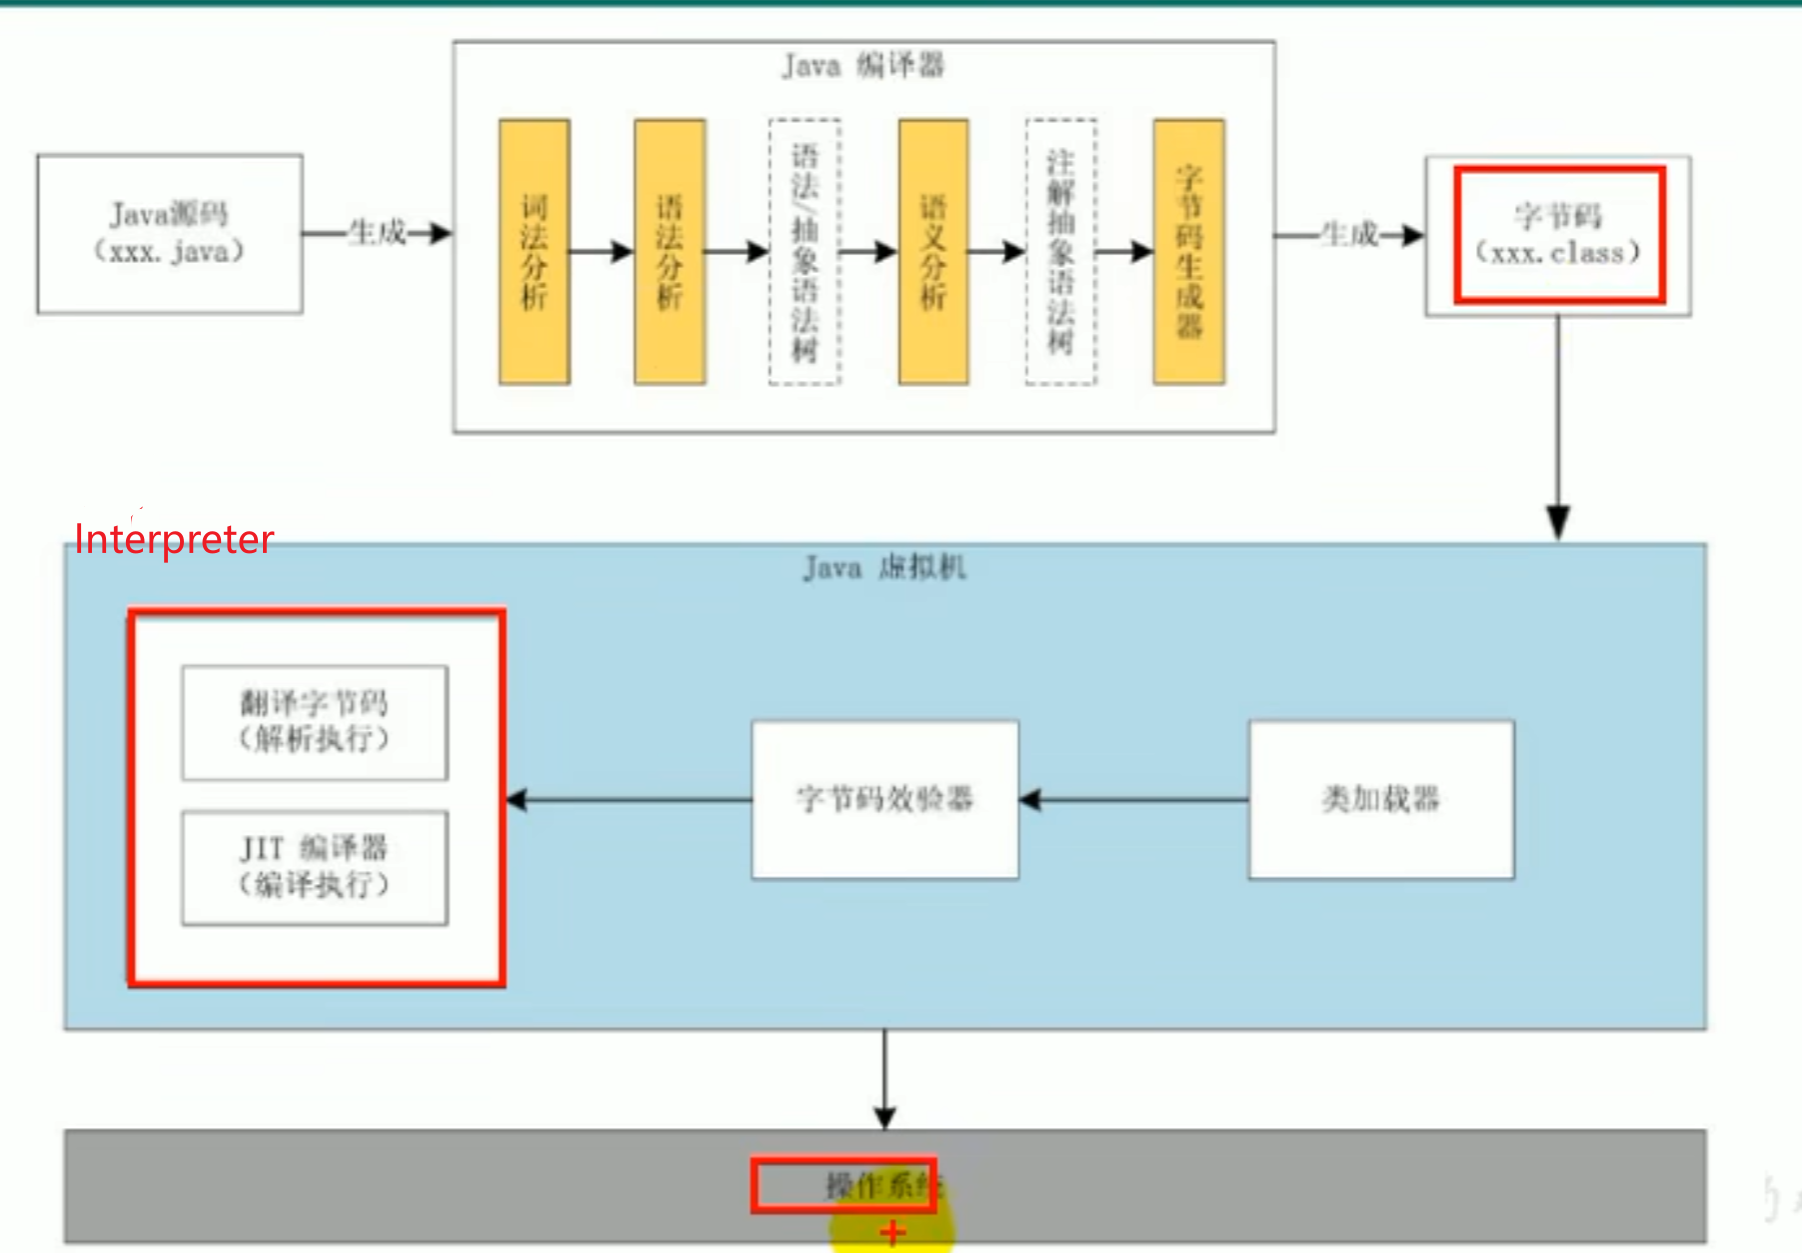 Java 编译器
Java源码
(xxx.java)
生成
词法分析
语法分析
语法/抽象语法树
语义分析
注解抽象语法树
字节码生成器
生成
字节码
(xxx.class)
Interpreter
Java 虚拟机
翻译字节码
(解析执行)
JIT 编译器
(编译执行)
字节码效验器
类加载器
操作系统